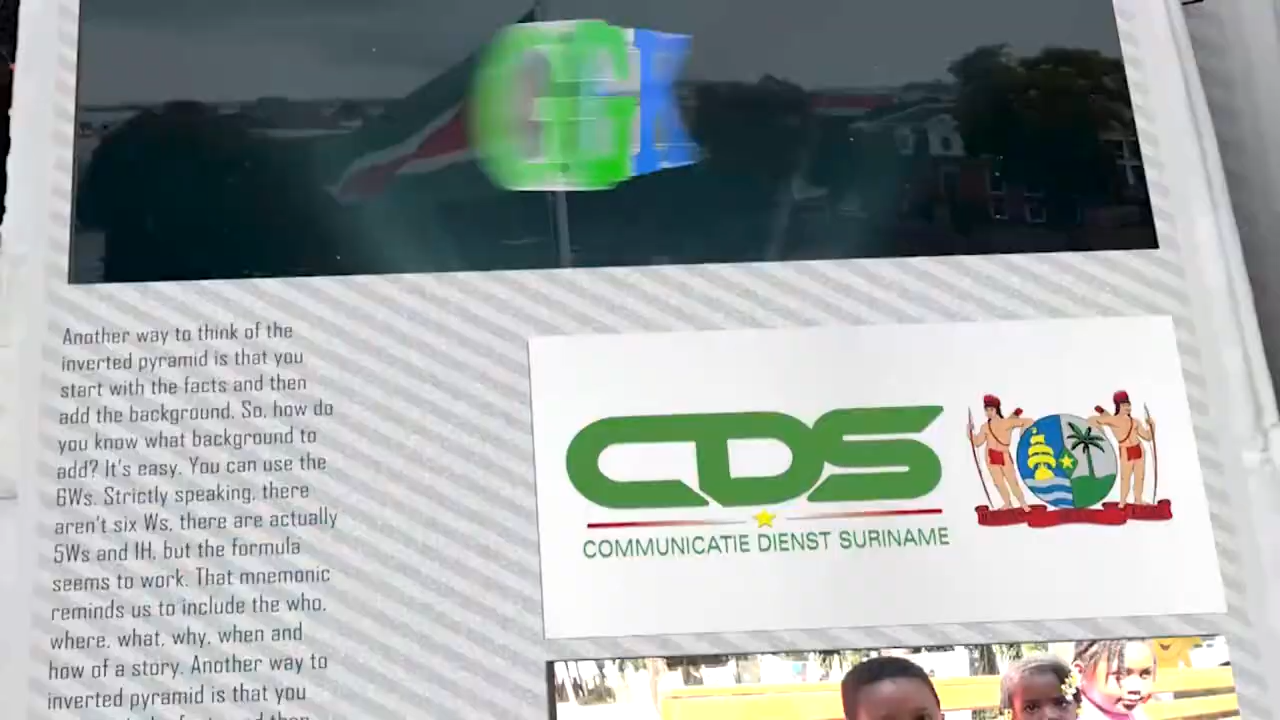 Another way to think of the
inverted pyramid is that you
start with the facts and then
add the background. So, how do
you know what background to
add? It's easy. You can use the
6Ws. Strictly speaking, there
aren't six Ws, there are actually
5Ws and 1H, but the formula
seems to work. That mnemonic
reminds us to include the who,
where, what, why, when and
how of a story. Another way to
inverted pyramid is that you
CDS
COMMUNICATIE DIENST SURINAME